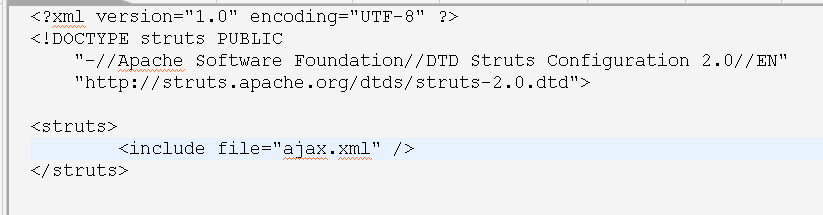 <?xml version="1.0" encoding="UTF-8" ?>
<!DOCTYPE struts PUBLIC
"-//Apache Software Foundation//DTD Struts Configuration 2.0//EN"
"http://struts.apache.org/dtds/struts-2.0.dtd">
<struts>
<include file="ajax.xml" />
</struts>